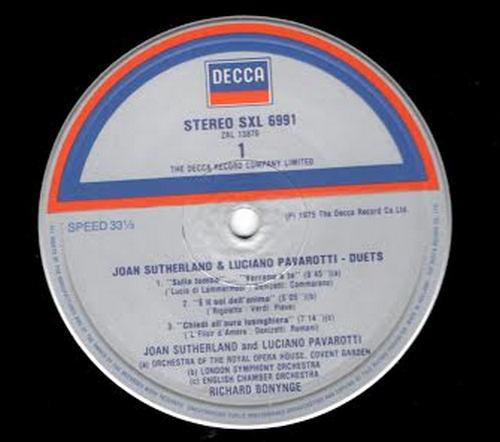 DECCA
STEREO SXL 6991
ZAL 13876
1
THE DECCA RECORD COMPANY LIMITED
SPEED 33⅓
(P) 1975 The Decca Record Co. Ltd.
JOAN SUTHERLAND & LUCIANO PAVAROTTI - DUETS
1. "Sulla tomba" "Verrano a te" (8 45")(a)
("Lucia di Lammermoor" Donizetti: Cammarano)
2. "È il sol dell'anima" (5 05") (b)
("Rigoletto" Verdi: Piave)
3. "Chiedi all'aura lusinghiera" (7 14") (c)
("L'Elisir d'Amore" Donizetti: Romani)
JOAN SUTHERLAND and LUCIANO PAVAROTTI
(a) ORCHESTRA OF THE ROYAL OPERA HOUSE, COVENT GARDEN
(b) LONDON SYMPHONY ORCHESTRA
(c) ENGLISH CHAMBER ORCHESTRA
RICHARD BONYNGE